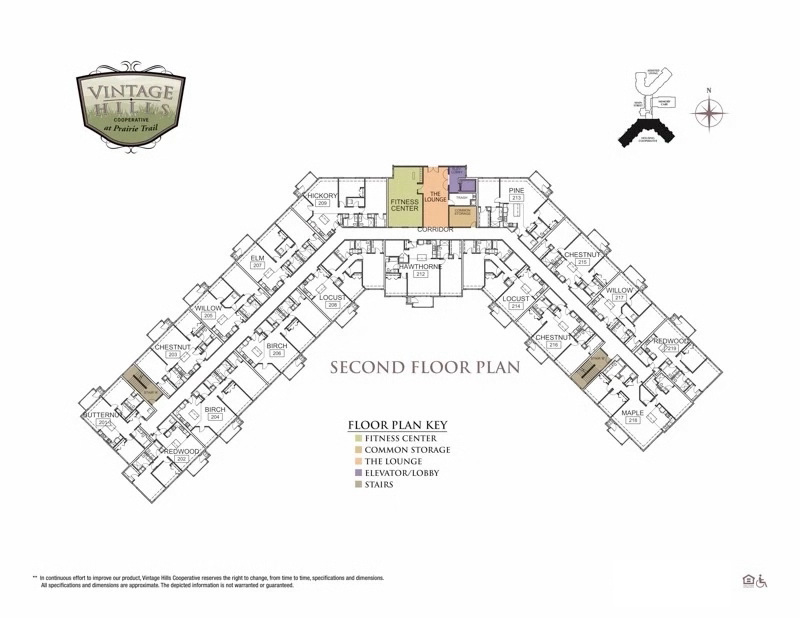 VINTAGE
HILLS
COOPERATIVE
at Prairie Trail
N
HICKORY
209
FITNESS
CENTER
THE
LOUNGE
TRASH
COMMON
STORAGE
CORRIDOR
PINE
213
ELM
207
HAWTHORNE
212
CHESTNUT
215
WILLOW
205
LOCUST
208
LOCUST
214
WILLOW
217
CHESTNUT
203
BIRCH
206
CHESTNUT
216
REDWOOD
219
SECOND FLOOR PLAN
BUTTERNUT
201
BIRCH
204
MAPLE
218
REDWOOD
202
FLOOR PLAN KEY
FITNESS CENTER
COMMON STORAGE
THE LOUNGE
ELEVATOR/LOBBY
STAIRS
** In continuous effort to improve our product, Vintage Hills Cooperative reserves the right to change, from time to time, specifications and dimensions.
All specifications and dimensions are approximate. The depicted information is not warranted or guaranteed.